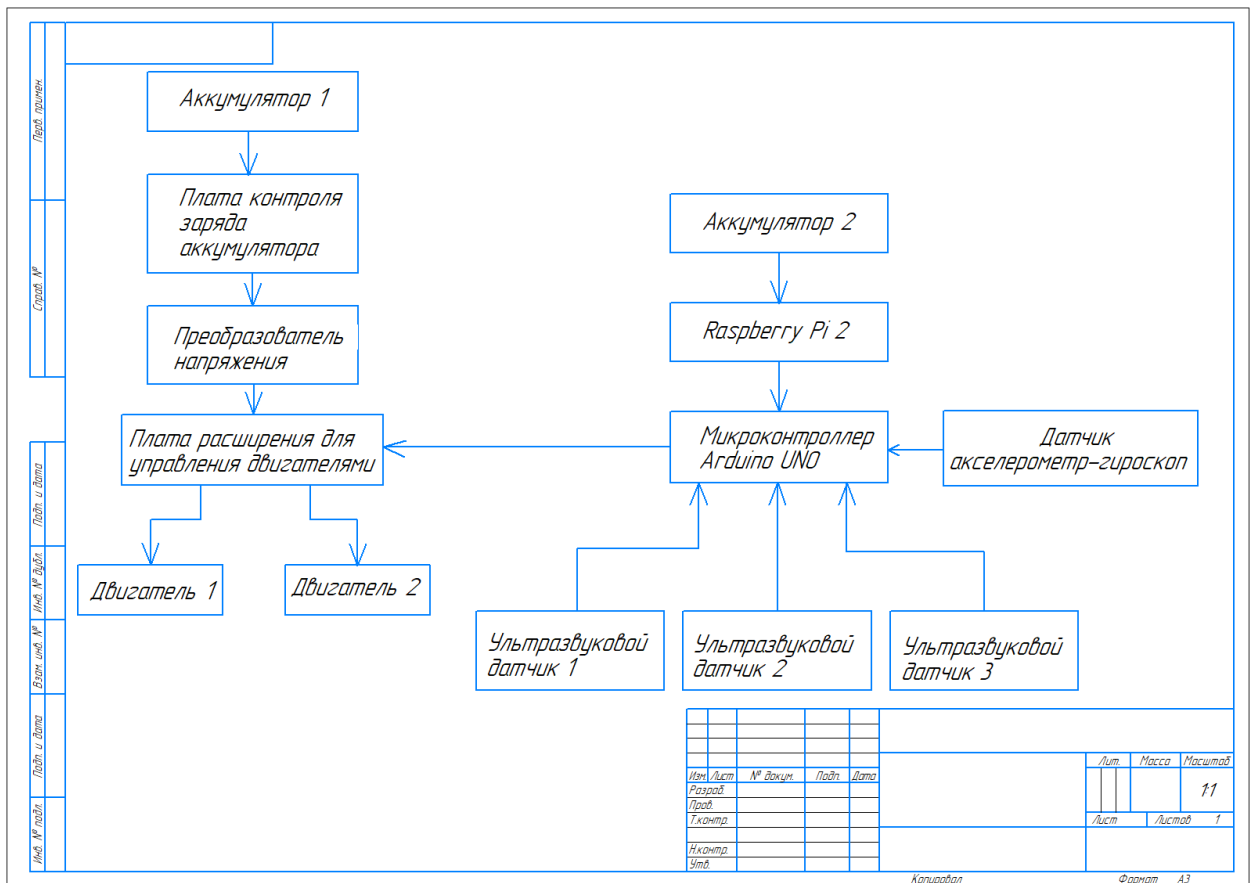 Перв. примен.
Справ. №
Подп. и дата
Инв. № дубл.
Взам. инв. №
Подп. и дата
Инв. № подл.
Аккумулятор 1
Плата контроля
заряда
аккумулятора
Преобразователь
напряжения
Плата расширения для
управления двигателями
Двигатель 1
Двигатель 2
Аккумулятор 2
Raspberry Pi 2
Микроконтроллер
Arduino UNO
Датчик
акселерометр-гироскоп
Ультразвуковой
датчик 1
Ультразвуковой
датчик 2
Ультразвуковой
датчик 3
Изм. Лист № докум. Подп. Дата
Разраб.
Пров.
Т.контр.
Н.контр.
Утв.
Лит. Масса Масштаб
1:1
Лист Листов 1
Копировал Формат А3